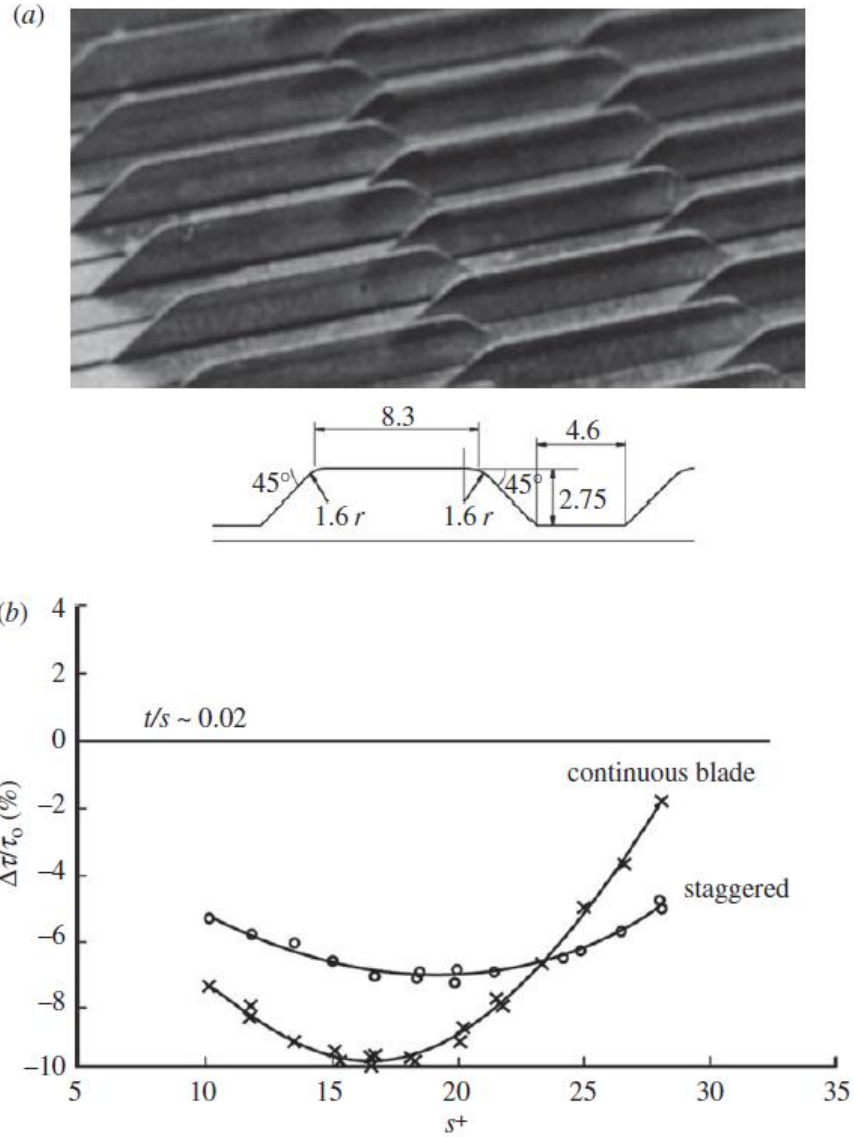 (a)
8.3
4.6
45°
45°
2.75
1.6 r
1.6 r
(b)
4
2
t/s ~ 0.02
0
continuous blade
–2
Δτ/τo (%)
–4
staggered
–6
–8
–10
5 10 15 20 25 30 35
s+